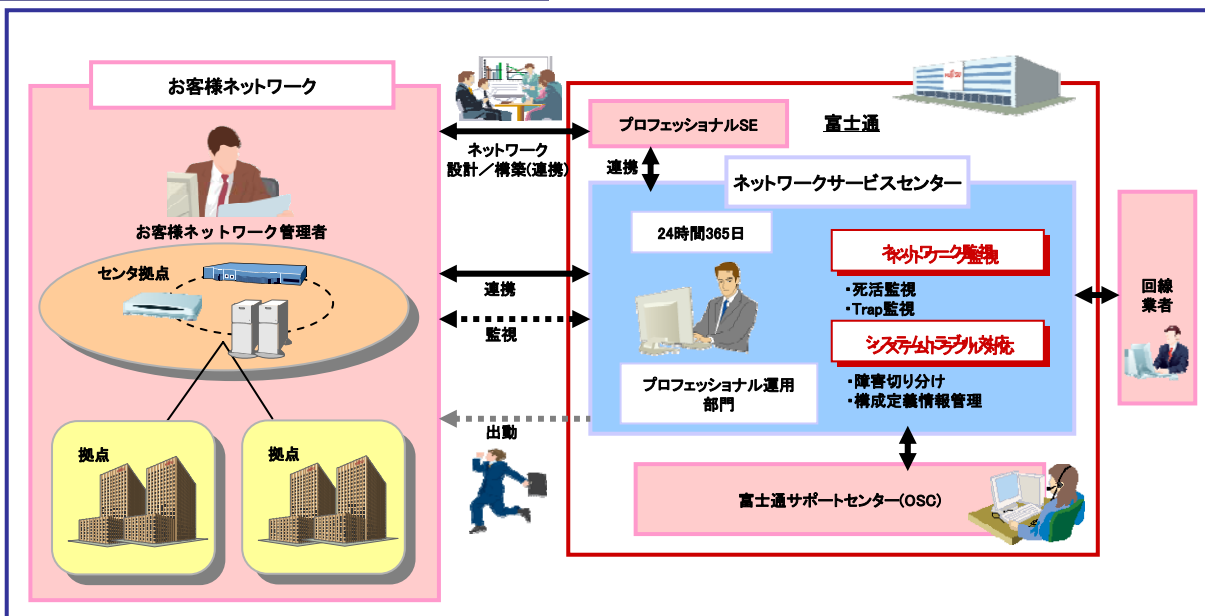 お客様ネットワーク
お客様ネットワーク管理者
センタ拠点
拠点
拠点
ネットワーク
設計／構築(連携)
連携
監視
出動
富士通
プロフェッショナルSE
連携
ネットワークサービスセンター
24時間365日
プロフェッショナル運用
部門
ネットワーク監視
・死活監視
・Trap監視
システムトラブル対応
・障害切り分け
・構成定義情報管理
富士通サポートセンター(OSC)
回線
業者